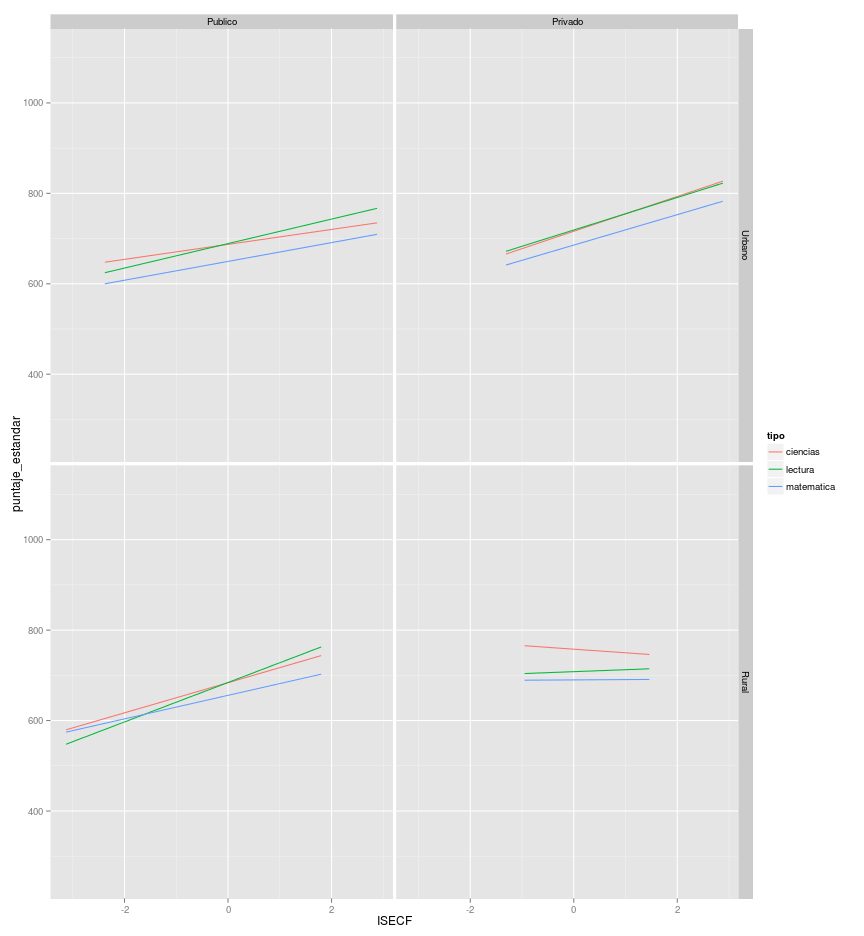 Publico
Privado
1000
800
600
400
Urbano
puntaje_estandar
tipo
ciencias
lectura
matematica
1000
800
600
400
Rural
-2
0
2
-2
0
2
ISECF